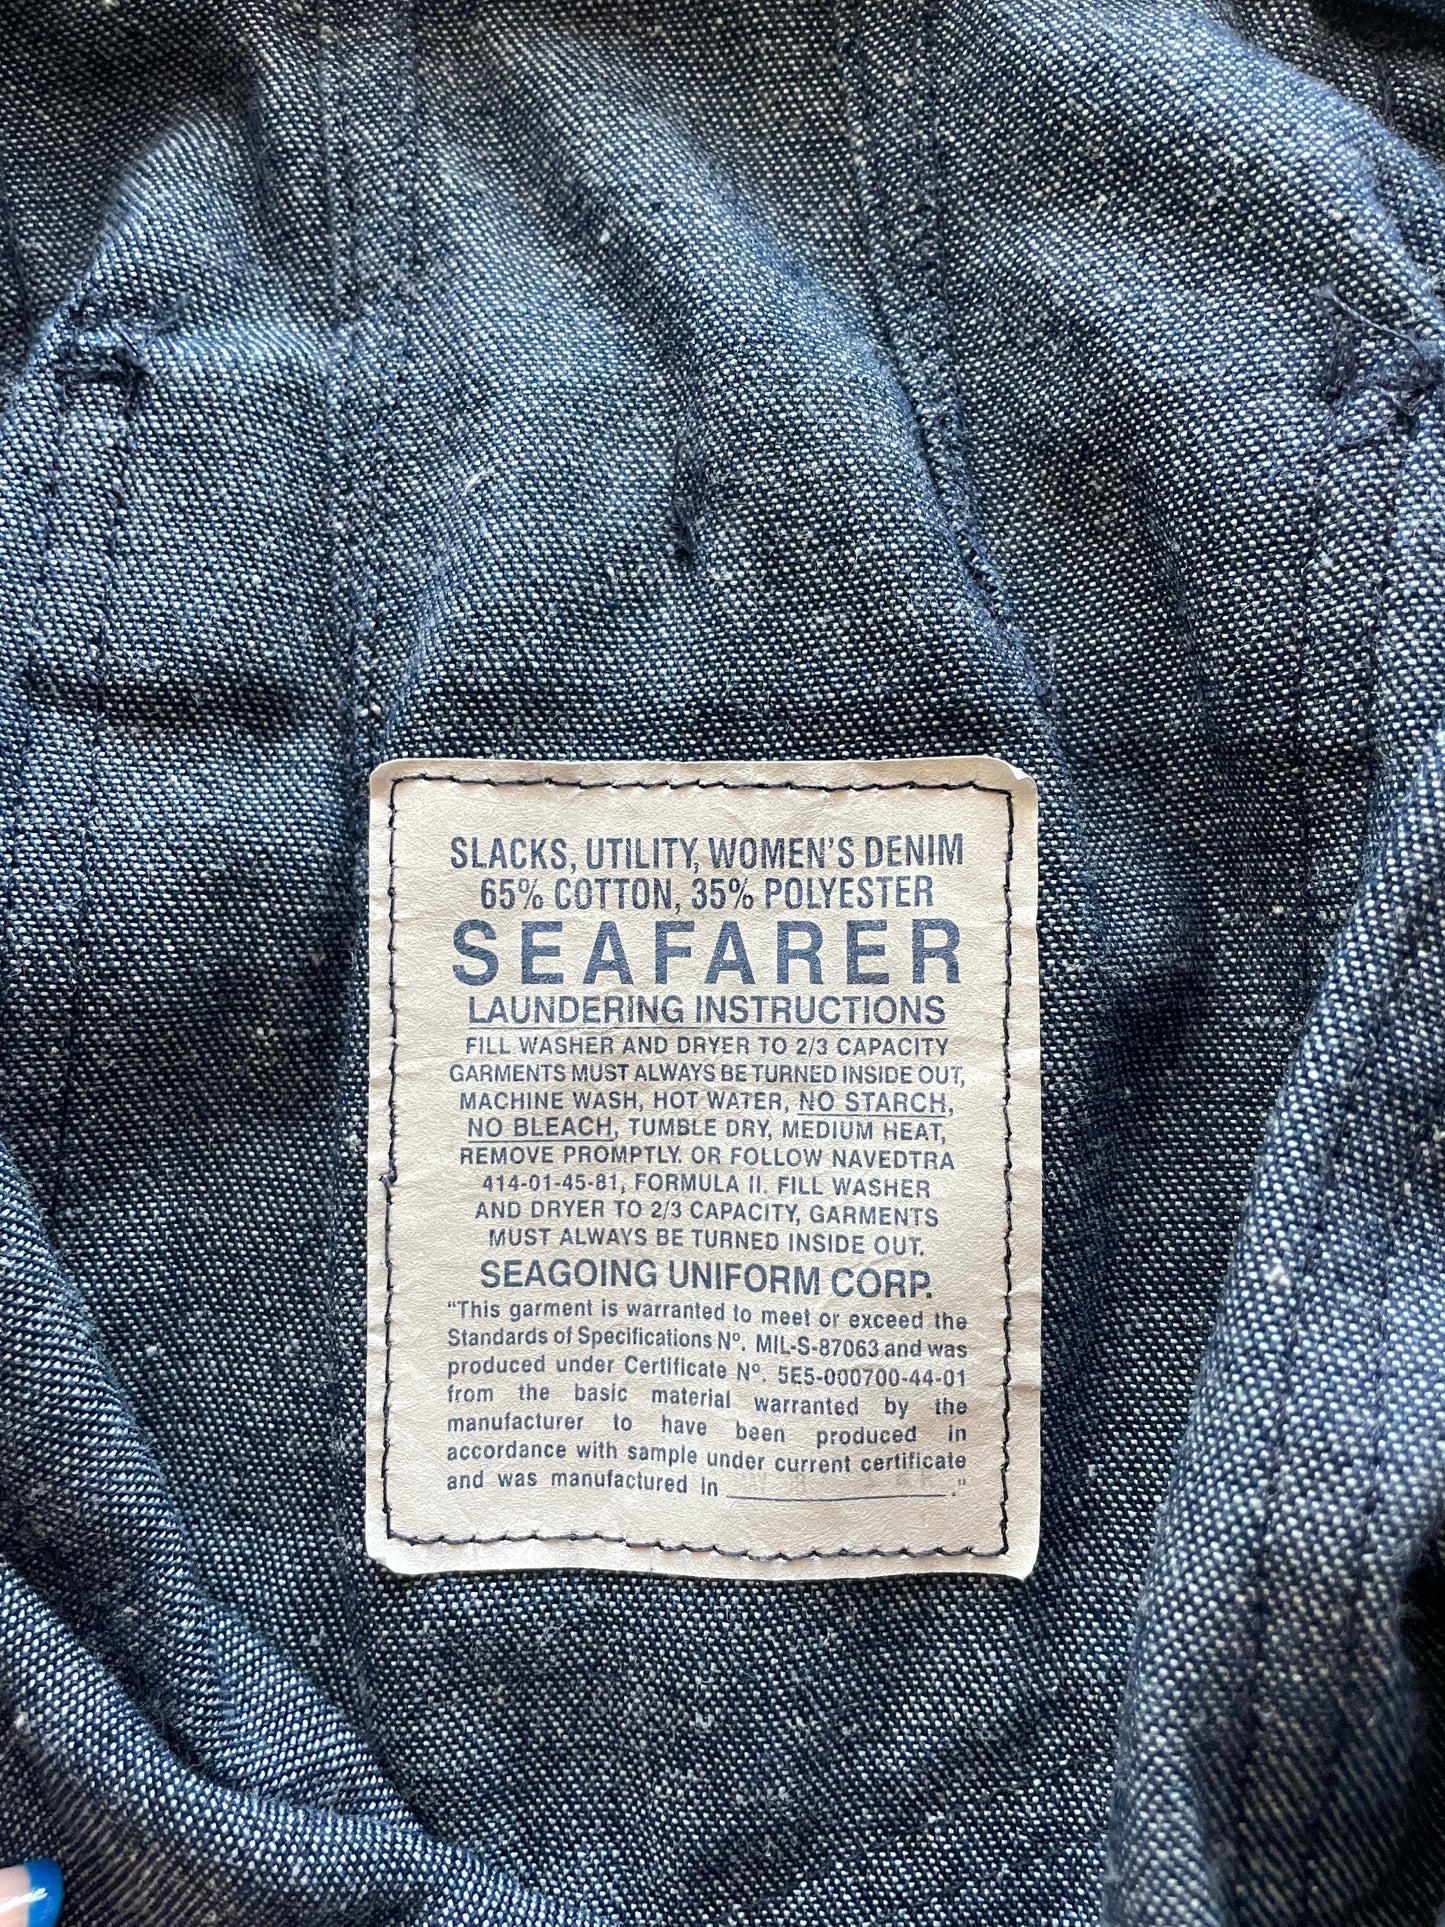 SLACKS, UTILITY, WOMEN'S DENIM
65% COTTON, 35% POLYESTER
SEAFARER
LAUNDERING INSTRUCTIONS
FILL WASHER AND DRYER TO 2/3 CAPACITY
GARMENTS MUST ALWAYS BE TURNED INSIDE OUT,
MACHINE WASH, HOT WATER, NO STARCH,
NO BLEACH, TUMBLE DRY, MEDIUM HEAT,
REMOVE PROMPTLY. OR FOLLOW NAVEDTRA
414-01-45-81, FORMULA II. FILL WASHER
AND DRYER TO 2/3 CAPACITY, GARMENTS
MUST ALWAYS BE TURNED INSIDE OUT.
SEAGOING UNIFORM CORP.
"This garment is warranted to meet or exceed the
Standards of Specifications Nº. MIL-S-87063 and was
produced under Certificate Nº. 5E5-000700-44-01
from the basic material warranted by the
manufacturer to have been produced in
accordance with sample under current certificate
and was manufactured in ______________."